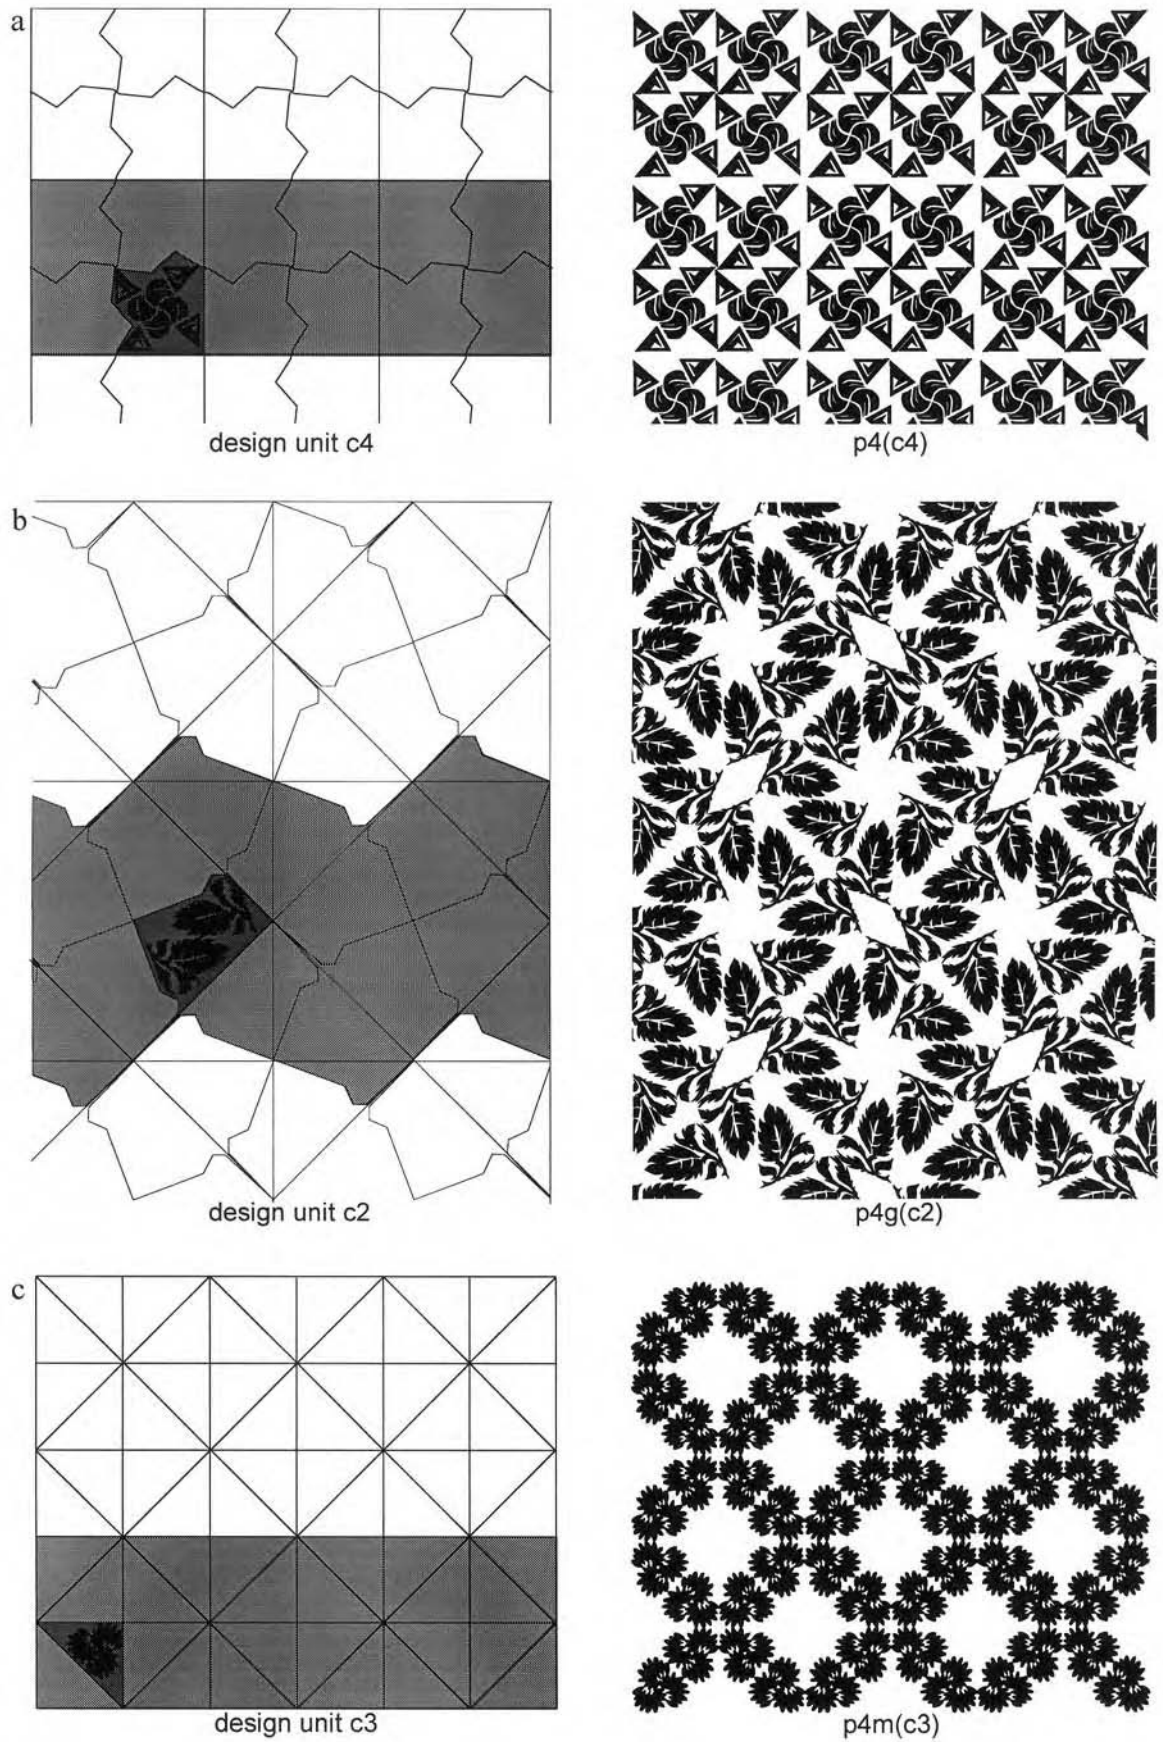 a
design unit c4
p4(c4)
b
design unit c2
p4g(c2)
c
design unit c3
p4m(c3)